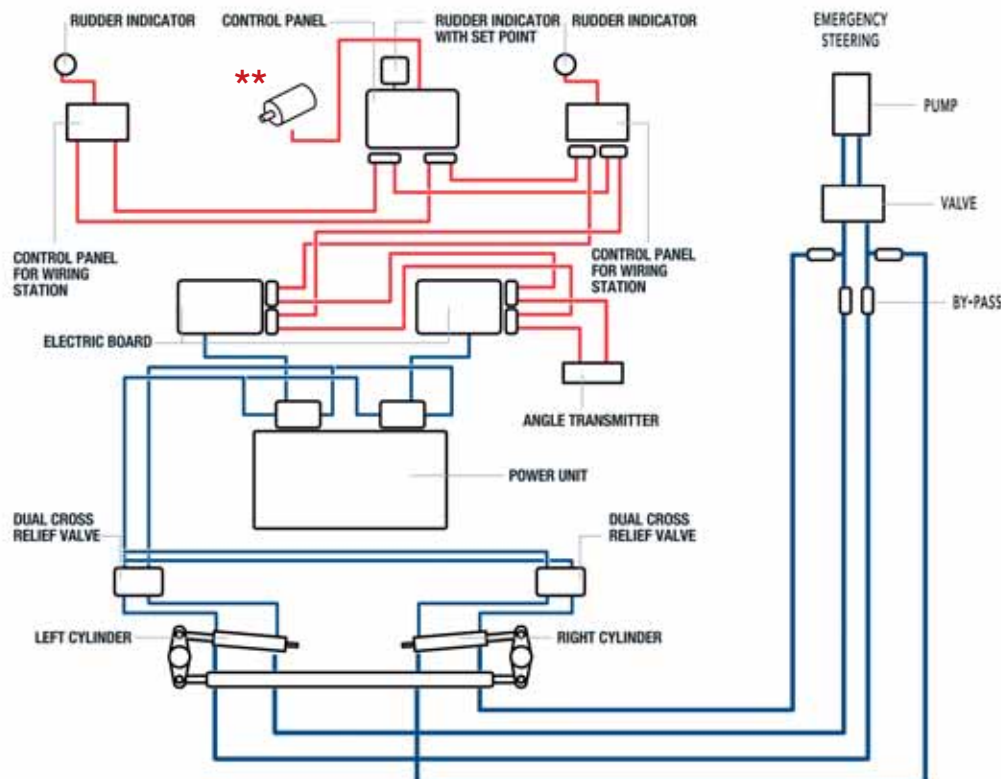 RUDDER INDICATOR
CONTROL PANEL
RUDDER INDICATOR
WITH SET POINT
RUDDER INDICATOR
EMERGENCY
STEERING
**
PUMP
VALVE
CONTROL PANEL
FOR WIRING
STATION
CONTROL PANEL
FOR WIRING
STATION
BY-PASS
ELECTRIC BOARD
ANGLE TRANSMITTER
POWER UNIT
DUAL CROSS
RELIEF VALVE
DUAL CROSS
RELIEF VALVE
LEFT CYLINDER
RIGHT CYLINDER